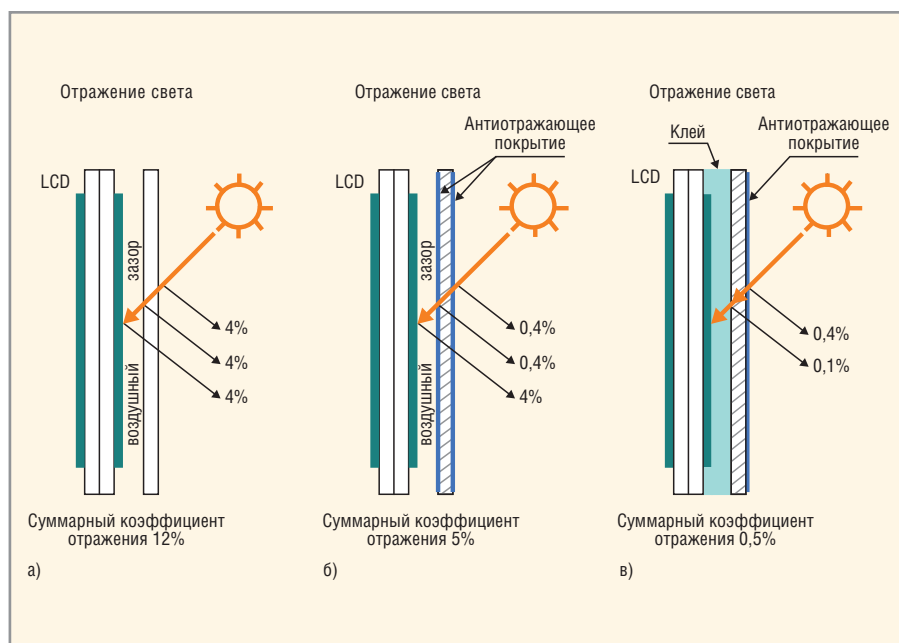 Отражение света
LCD
зазор
воздушный
4%
4%
4%
Суммарный коэффициент
отражения 12%
а)
Отражение света
Антиотражающее
покрытие
LCD
зазор
воздушный
0,4%
0,4%
4%
Суммарный коэффициент
отражения 5%
б)
Отражение света
Клей
Антиотражающее
покрытие
LCD
0,4%
0,1%
Суммарный коэффициент
отражения 0,5%
в)